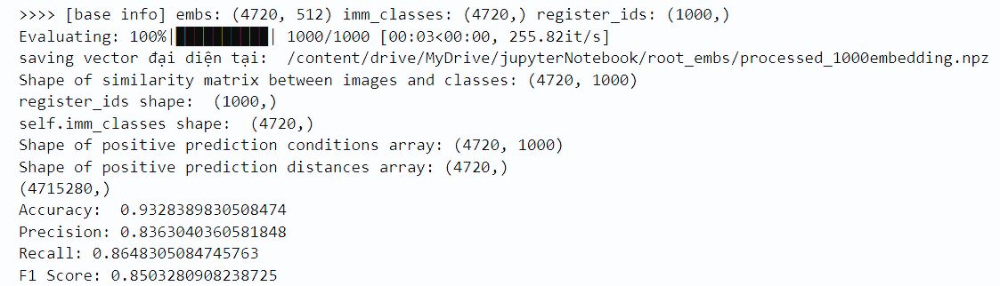 >>>> [base info] embs: (4720, 512) imm_classes: (4720,) register_ids: (1000,)
Evaluating: 100%|██████████| 1000/1000 [00:03<00:00, 255.82it/s]
saving vector đại diện tại:  /content/drive/MyDrive/jupyterNotebook/root_embs/processed_1000embedding.npz
Shape of similarity matrix between images and classes: (4720, 1000)
register_ids shape:  (1000,)
self.imm_classes shape:  (4720,)
Shape of positive prediction conditions array: (4720, 1000)
Shape of positive prediction distances array: (4720,)
(4715280,)
Accuracy:  0.9328389830508474
Precision: 0.8363040360581848
Recall: 0.8648305084745763
F1 Score: 0.8503280908238725